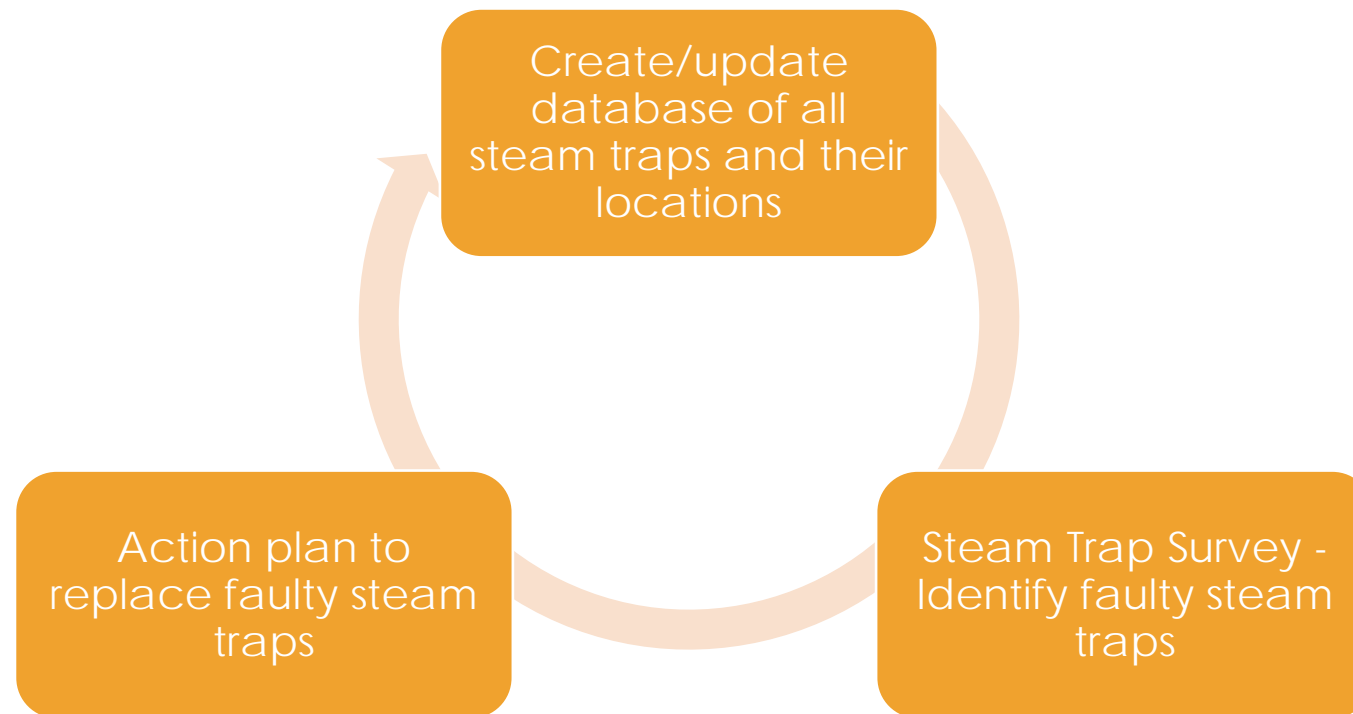 Create/update
database of all
steam traps and their
locations
Steam Trap Survey -
Identify faulty steam
traps
Action plan to
replace faulty steam
traps